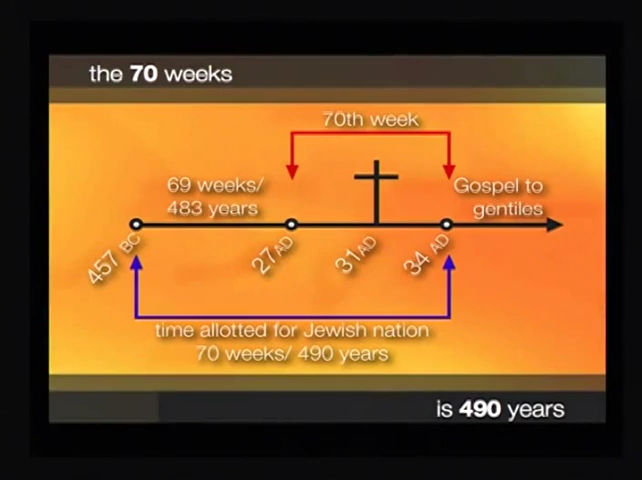 the 70 weeks
70th week
69 weeks/
483 years
Gospel to
gentiles
457 BC
27 AD
31 AD
34 AD
time allotted for Jewish nation
70 weeks/ 490 years
is 490 years